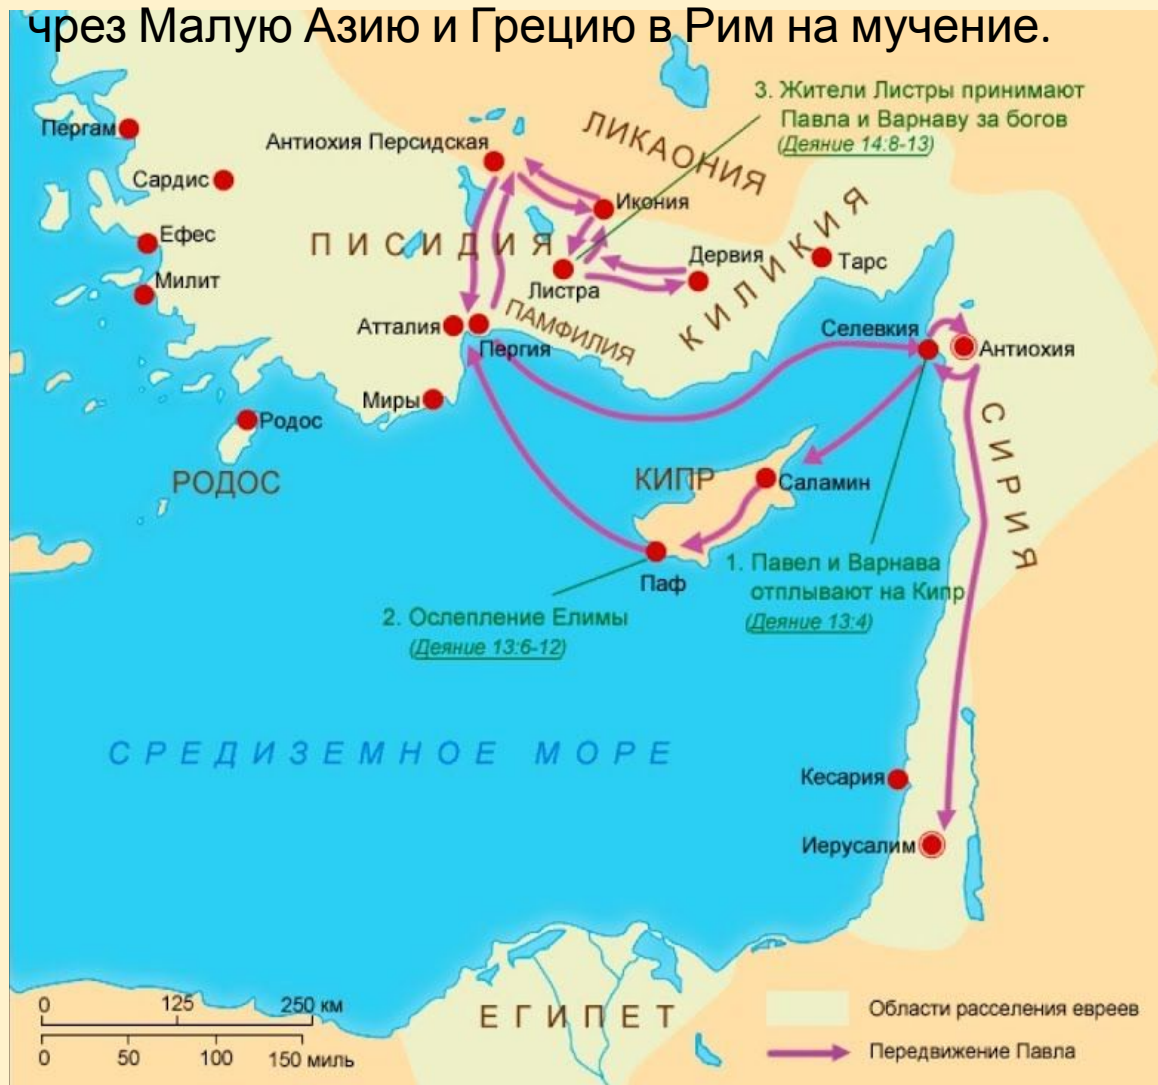 чрез Малую Азию и Грецию в Рим на мучение.
3. Жители Листры принимают
Павла и Варнаву за богов
(Деяние 14:8-13)
ЛИКАОНИЯ
Пергам
Антиохия Персидская
Сардис
Икония
Ефес
ПИСИДИЯ
Дервия
КИЛИКИЯ
Тарс
Милит
Листра
ПАМФИЛИЯ
Атталия
Пергия
Селевкия
Антиохия
Миры
Родос
РОДОС
СИРИЯ
КИПР
Саламин
Паф
1. Павел и Варнава
отплывают на Кипр
(Деяние 13:4)
2. Ослепление Елимы
(Деяние 13:6-12)
СРЕДИЗЕМНОЕ МОРЕ
Кесария
Иерусалим
ЕГИПЕТ
0 125 250 км
0 50 100 150 миль
Области расселения евреев
Передвижение Павла